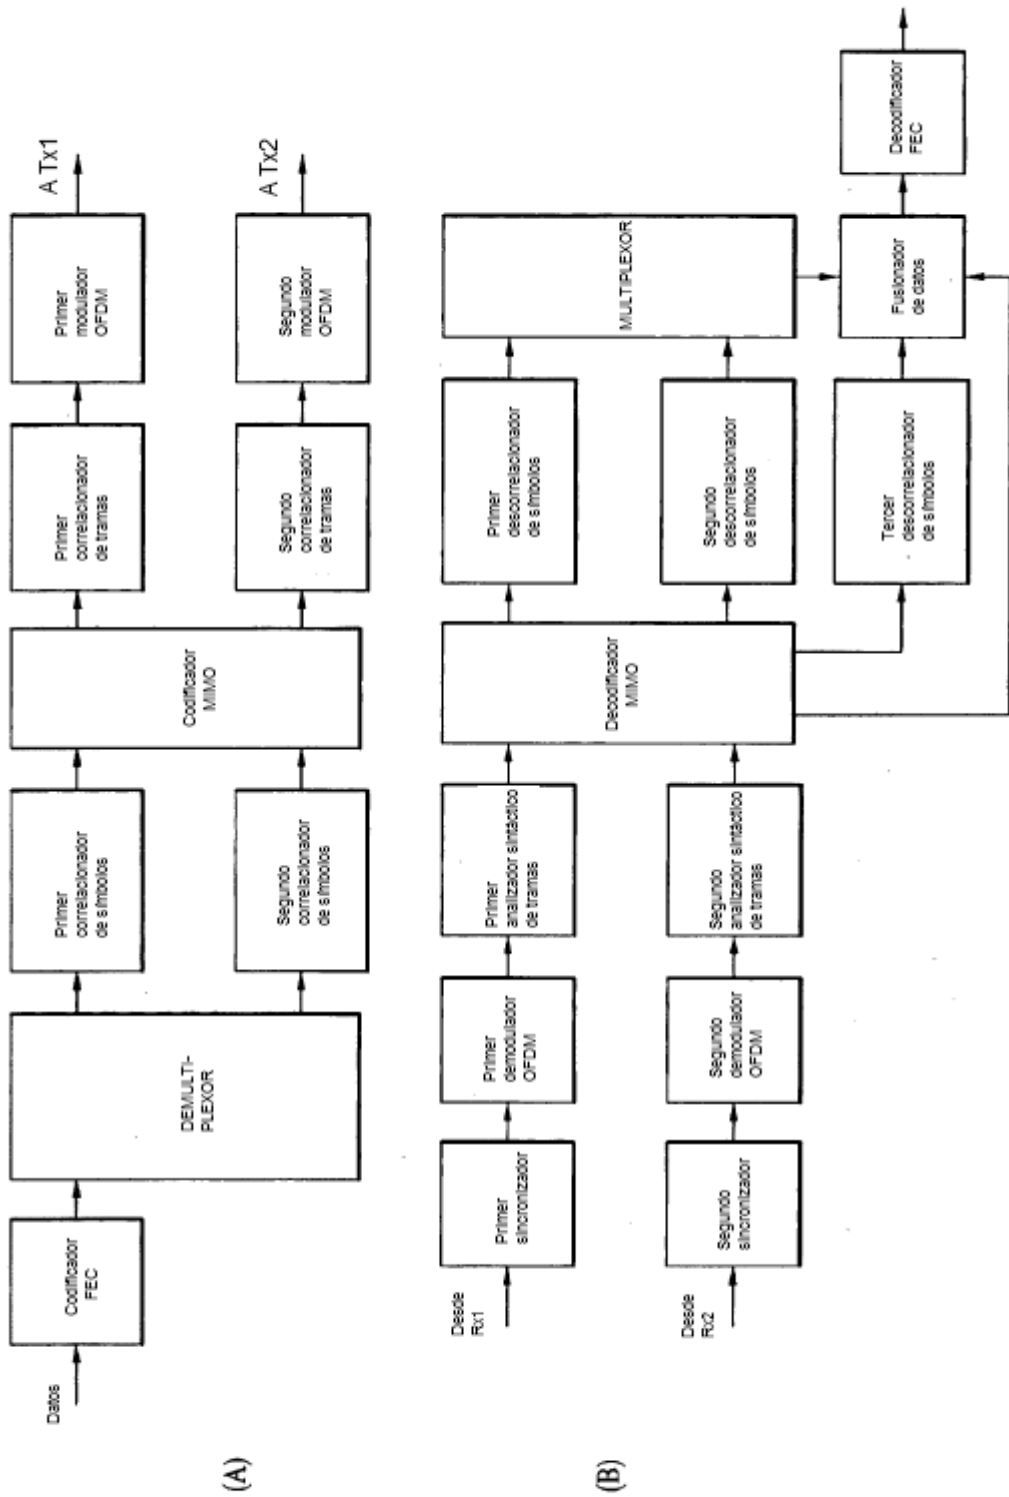 (A)
Datos
Codificador
FEC
DEMULTI-
PLEXOR
Primer
correlacionador
de símbolos
Segundo
correlacionador
de símbolos
Codificador
MIMO
Primer
correlacionador
de tramas
Segundo
correlacionador
de tramas
Primer
modulador
OFDM
Segundo
modulador
OFDM
A Tx1
A Tx2
(B)
Desde
Rx1
Desde
Rx2
Primer
sincronizador
Segundo
sincronizador
Primer
demodulador
OFDM
Segundo
demodulador
OFDM
Primer
analizador sintáctico
de tramas
Segundo
analizador sintáctico
de tramas
Decodificador
MIMO
Primer
descorrelacionador
de símbolos
Segundo
descorrelacionador
de símbolos
Tercer
descorrelacionador
de símbolos
MULTIPLEXOR
Fusionador
de datos
Decodificador
FEC